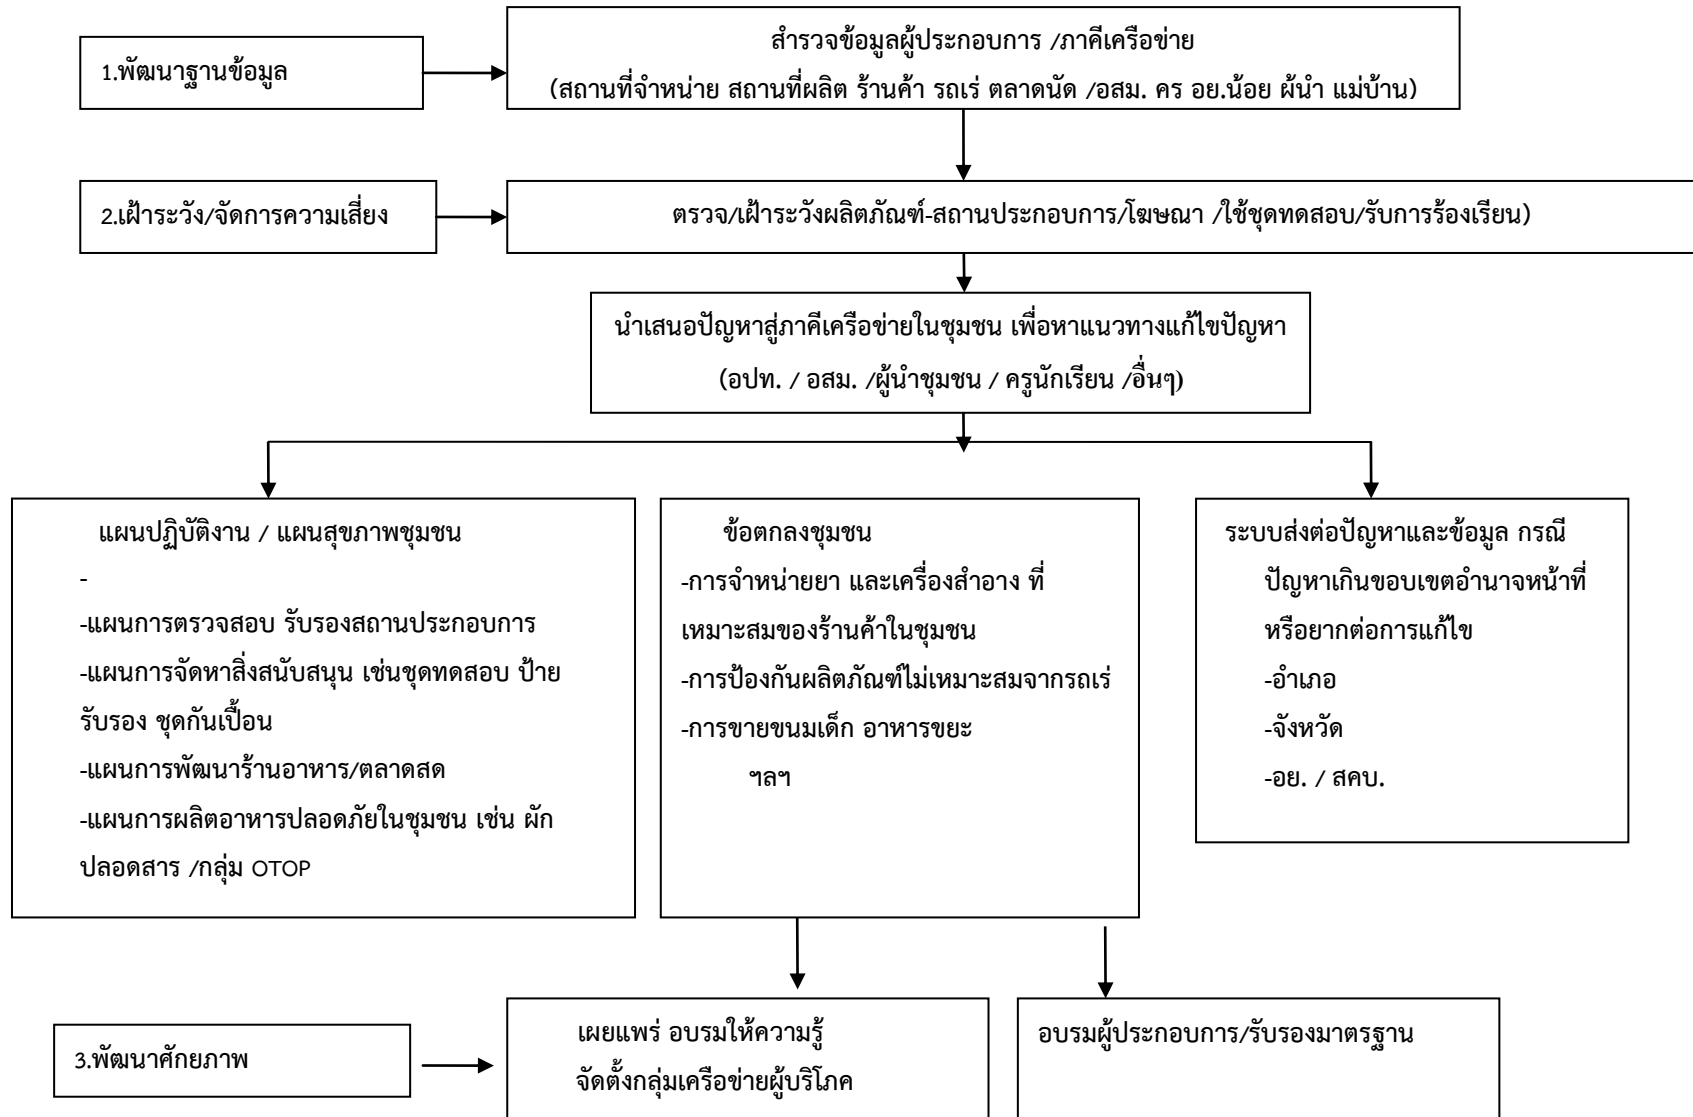 1.พัฒนาฐานข้อมูล
สำรวจข้อมูลผู้ประกอบการ /ภาคีเครือข่าย
(สถานที่จำหน่าย สถานที่ผลิต ร้านค้า รถเร่ ตลาดนัด /อสม. คร อย.น้อย ผ้นำ แม่บ้าน)
2.เฝ้าระวัง/จัดการความเสี่ยง
ตรวจ/เฝ้าระวังผลิตภัณฑ์-สถานประกอบการ/โฆษณา /ใช้ชุดทดสอบ/รับการร้องเรียน)
นำเสนอปัญหาสู่ภาคีเครือข่ายในชุมชน เพื่อหาแนวทางแก้ไขปัญหา
(อปท. / อสม. /ผู้นำชุมชน / ครูนักเรียน /อื่นๆ)
แผนปฏิบัติงาน / แผนสุขภาพชุมชน
-
-แผนการตรวจสอบ รับรองสถานประกอบการ
-แผนการจัดหาสิ่งสนับสนุน เช่นชุดทดสอบ ป้าย
รับรอง ชุดกันเปื้อน
-แผนการพัฒนาร้านอาหาร/ตลาดสด
-แผนการผลิตอาหารปลอดภัยในชุมชน เช่น ผัก
ปลอดสาร /กลุ่ม OTOP
ข้อตกลงชุมชน
-การจำหน่ายยา และเครื่องสำอาง ที่
เหมาะสมของร้านค้าในชุมชน
-การป้องกันผลิตภัณฑ์ไม่เหมาะสมจากรถเร่
-การขายขนมเด็ก อาหารขยะ
ฯลฯ
ระบบส่งต่อปัญหาและข้อมูล กรณี
ปัญหาเกินขอบเขตอำนาจหน้าที่
หรือยากต่อการแก้ไข
-อำเภอ
-จังหวัด
-อย. / สคบ.
3.พัฒนาศักยภาพ
เผยแพร่ อบรมให้ความรู้
จัดตั้งกลุ่มเครือข่ายผู้บริโภค
อบรมผู้ประกอบการ/รับรองมาตรฐาน